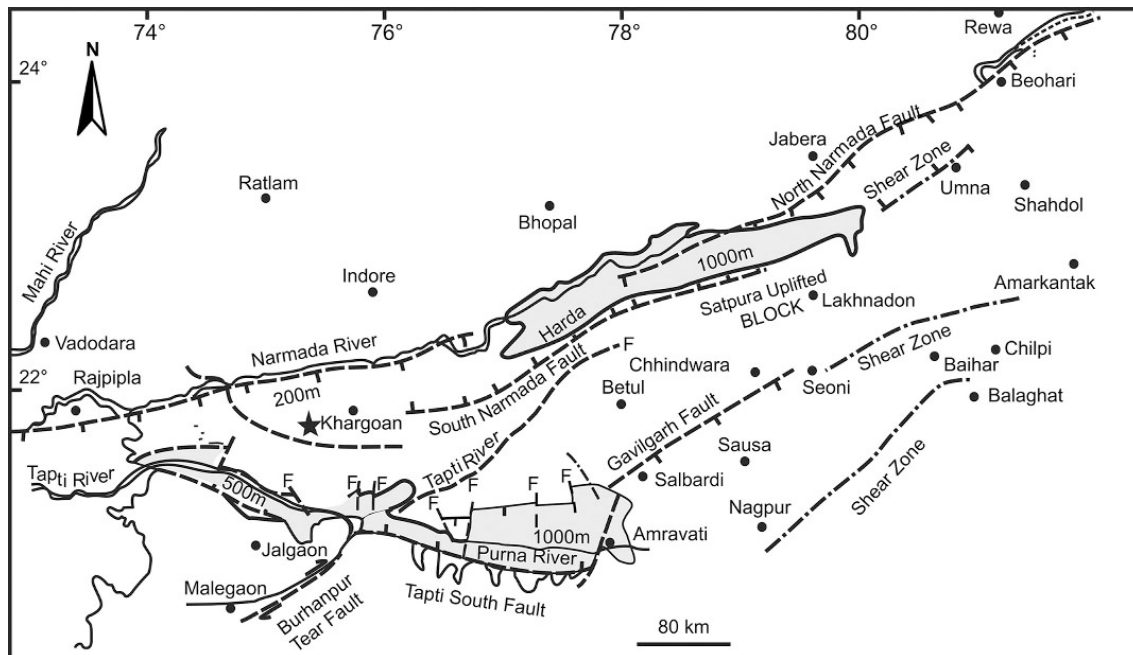 74°
76°
78°
80°
Rewa
N
24°
Beohari
Jabera
North Narmada Fault
Shear Zone
Umna
Shahdol
Ratlam
Bhopal
Mahi River
Indore
1000m
Harda
Satpura Uplifted
BLOCK
Lakhnadon
Amarkantak
Vadodara
Narmada River
22°
Rajpipla
200m
Khargoan
South Narmada Fault
F
Chhindwara
Betul
Seoni
Shear Zone
Baihar
Chilpi
Balaghat
Tapti River
500m
F
F
F
Tapti River
F
F
F
F
Gavilgarh Fault
Sausa
Salbardi
Shear Zone
Nagpur
Jalgaon
1000m
Purna River
Amravati
Malegaon
Burhanpur
Tear Fault
Tapti South Fault
80 km